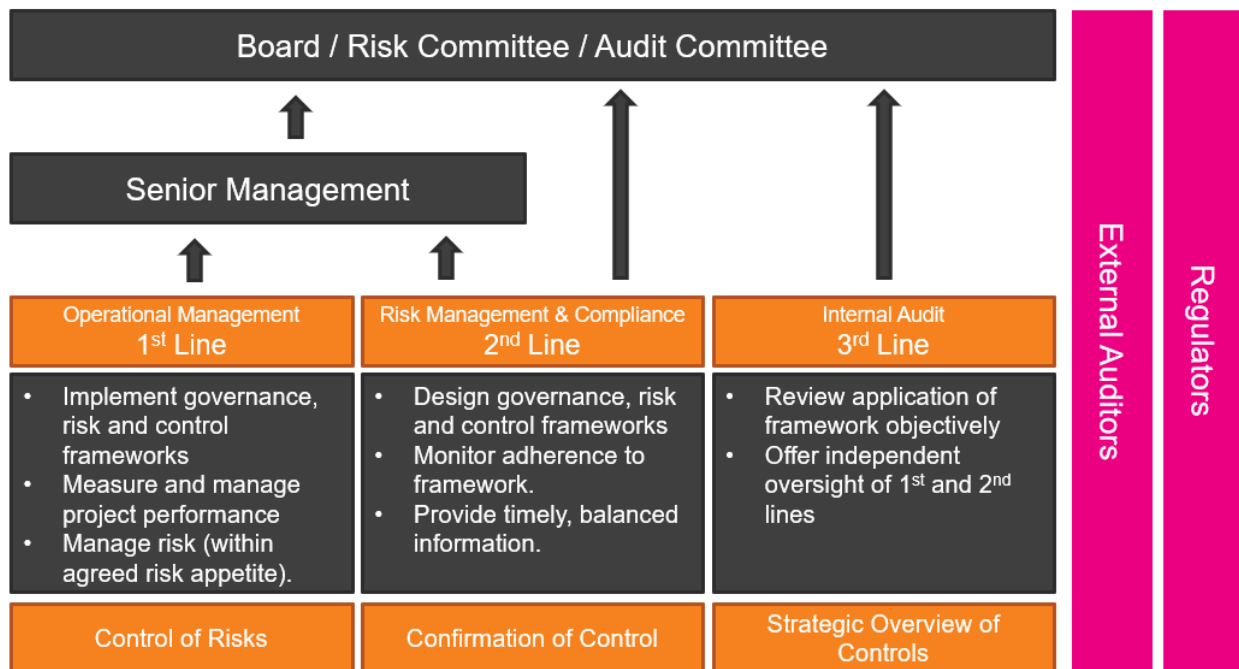 Board / Risk Committee / Audit Committee
Senior Management
Operational Management
1st Line
• Implement governance,
risk and control
frameworks
• Measure and manage
project performance
• Manage risk (within
agreed risk appetite).
Control of Risks
Risk Management & Compliance
2nd Line
• Design governance, risk
and control frameworks
• Monitor adherence to
framework.
• Provide timely, balanced
information.
Confirmation of Control
Internal Audit
3rd Line
• Review application of
framework objectively
• Offer independent
oversight of 1st and 2nd
lines
Strategic Overview of
Controls
External Auditors
Regulators